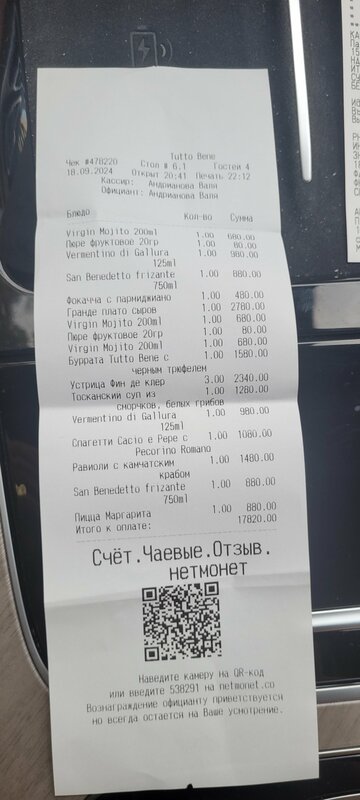 Tutto Bene
Чек #478220 Стол # 6.1 Гостей 4
18.09.2024 Открыт 20:41 Печать 22:12
Кассир: Андрианова Валя
Официант: Андрианова Валя
Блюдо Кол-во Сумма
Virgin Mojito 200ml 1.00 680.00
Пюре фруктовое 20гр 1.00 80.00
Vermentino di Gallura 1.00 980.00
125ml
San Benedetto frizante 1.00 880.00
750ml
Фокачча с пармиджиано 1.00 480.00
Гранде плато сыров 1.00 2780.00
Virgin Mojito 200ml 1.00 680.00
Пюре фруктовое 20гр 1.00 80.00
Virgin Mojito 200ml 1.00 680.00
Буррата Tutto Bene с 1.00 1580.00
черным трюфелем
Устрица Фин де клер 3.00 2340.00
Тосканский суп из 1.00 1280.00
сморчков, белых грибов
Vermentino di Gallura 1.00 980.00
125ml
Спагетти Cacio e Pepe с 1.00 1080.00
Pecorino Romano
Равиоли с камчатским 1.00 1480.00
крабом
San Benedetto frizante 1.00 880.00
750ml
Пицца Маргарита 1.00 880.00
Итого к оплате: 17820.00
Счёт.Чаевые.Отзыв.
нетмонет
Наведите камеру на QR-код
или введите 538291 на netmonet.co
Вознаграждение официанту приветствуется
но всегда остается на Ваше усмотрение.